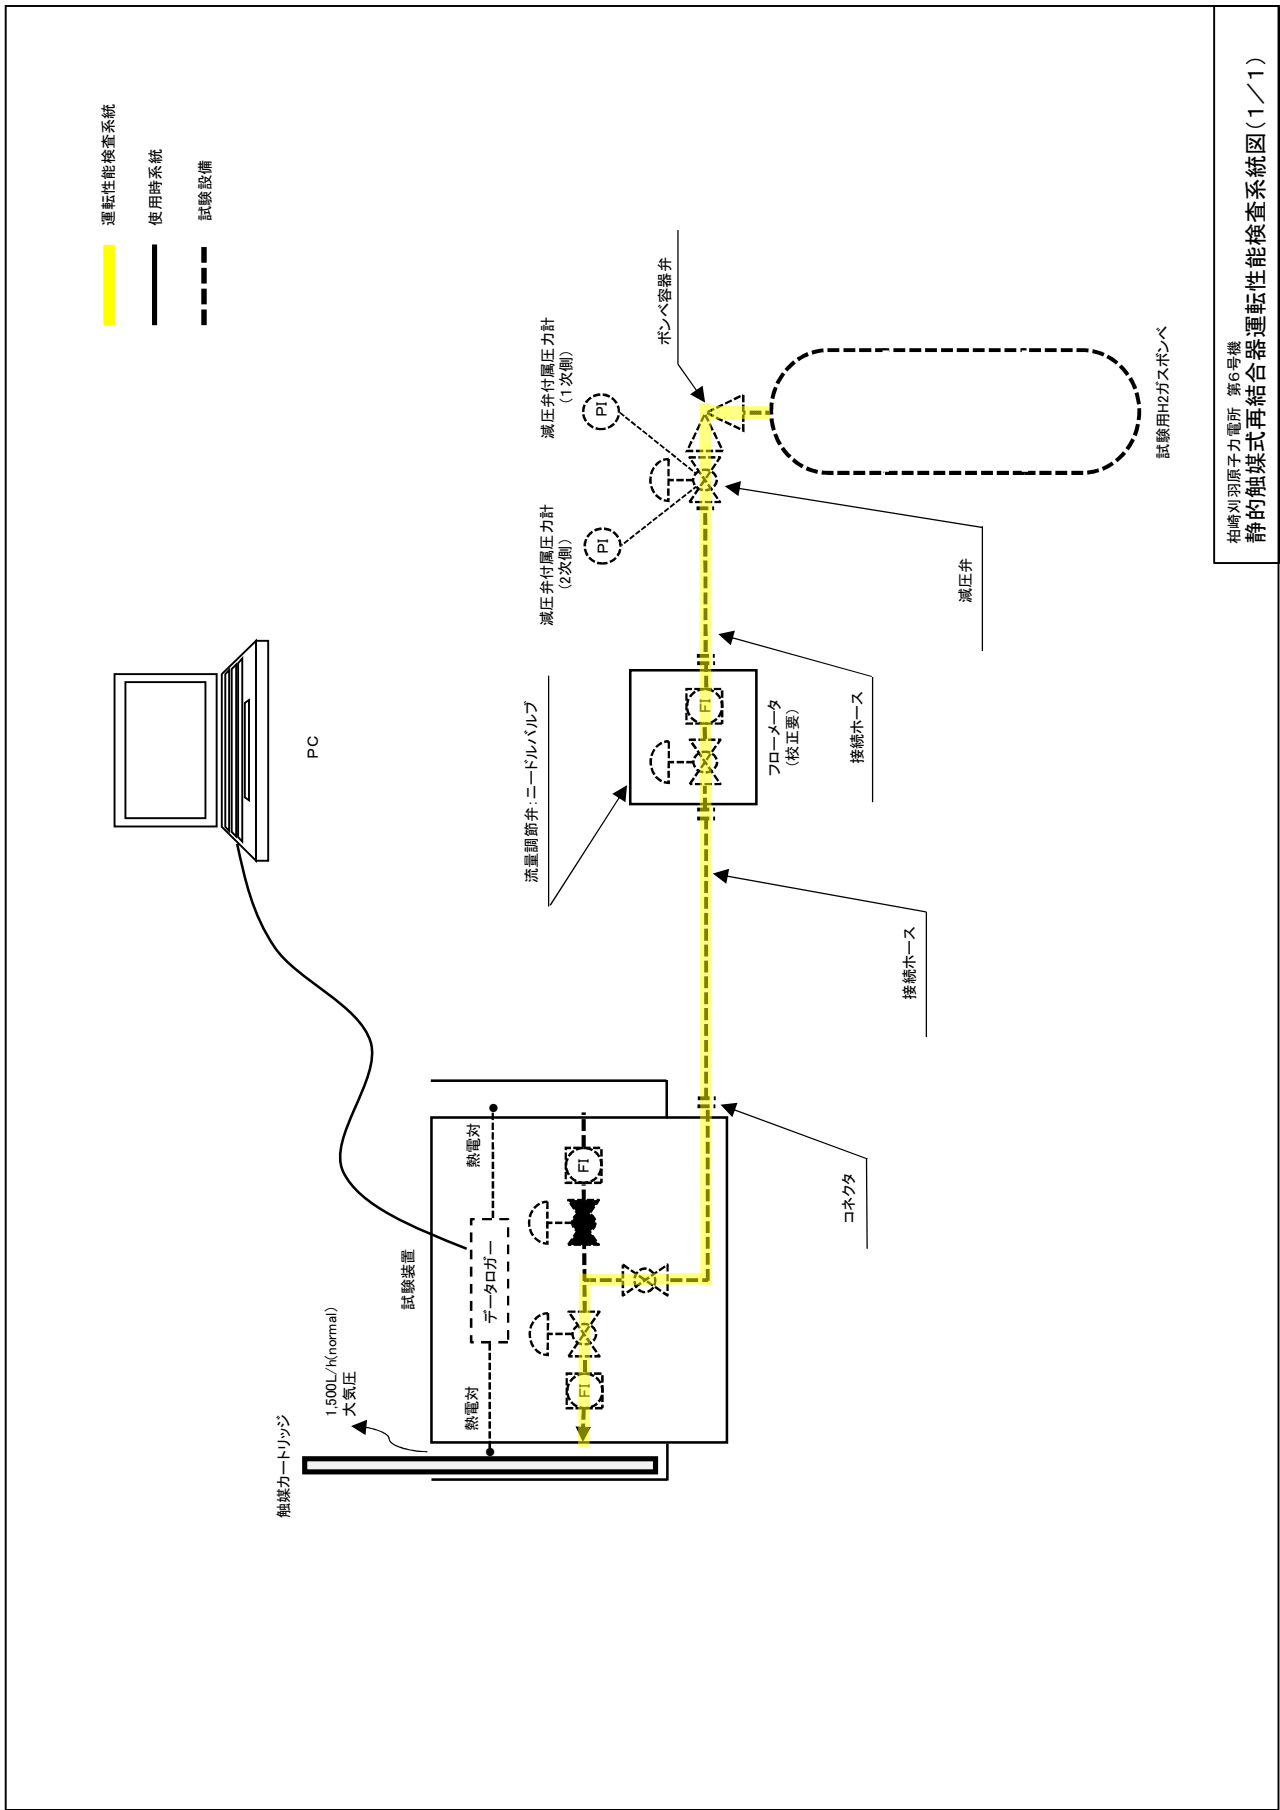 運転性能検査系統
使用時系統
試験設備
PC
触媒カートリッジ
1,500L/h(normal)
大気圧
試験装置
熱電対
データロガー
熱電対
FI
FI
流量調節弁:ニードルバルブ
減圧弁付属圧力計
(2次側)
PI
減圧弁付属圧力計
(1次側)
PI
ボンベ容器弁
FI
フローメータ
(校正要)
コネクタ
接続ホース
接続ホース
減圧弁
試験用H2ガスボンベ
柏崎刈羽原子力電所 第6号機
静的触媒式再結合器運転性能検査系統図(1/1)